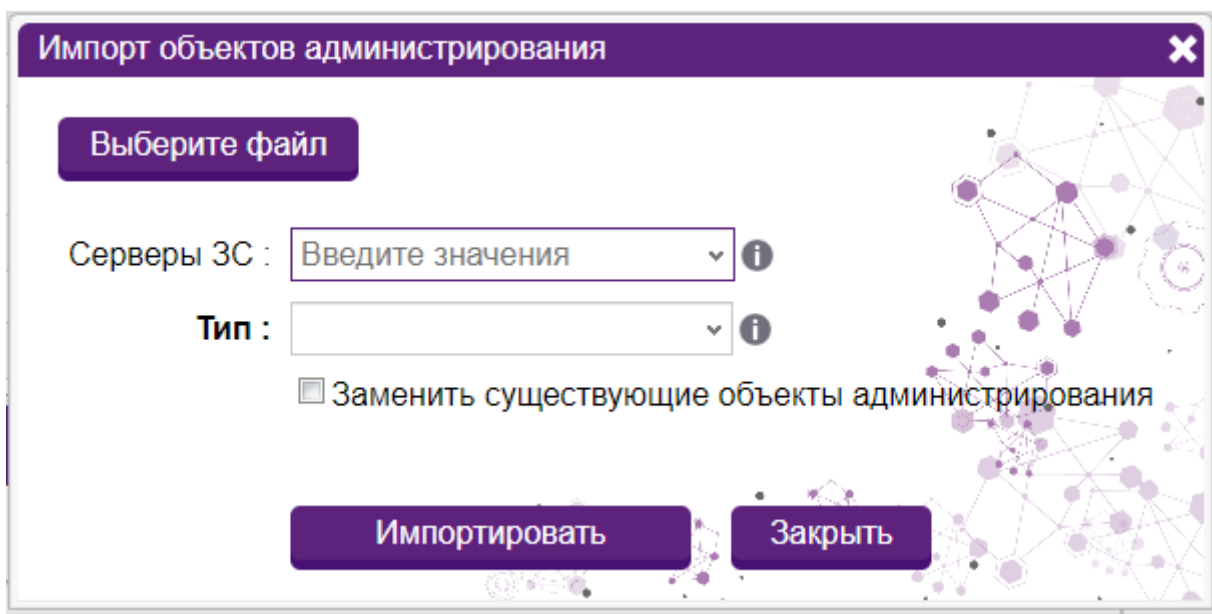 Импорт объектов администрирования
Выберите файл
Серверы ЗС : Введите значения
Тип :
Заменить существующие объекты администрирования
Импортировать Закрыть